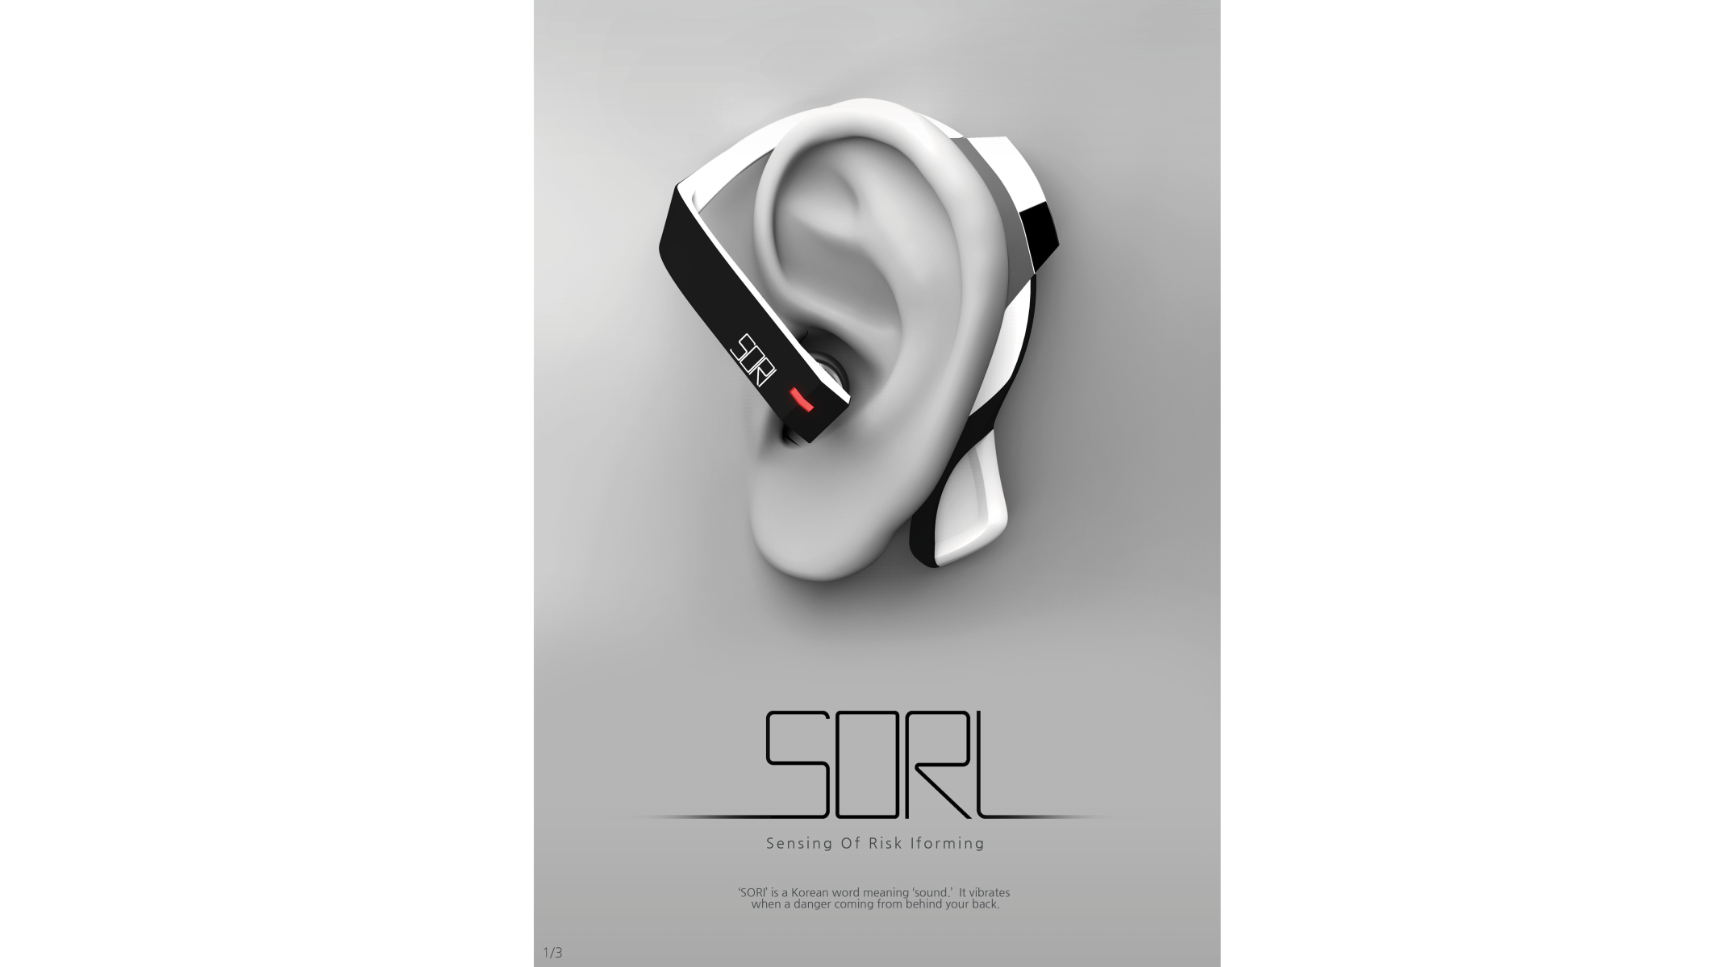 SORI
SORI
Sensing Of Risk Iforming
'SORI' is a Korean word meaning 'sound.' It vibrates
when a danger coming from behind your back.
1/3